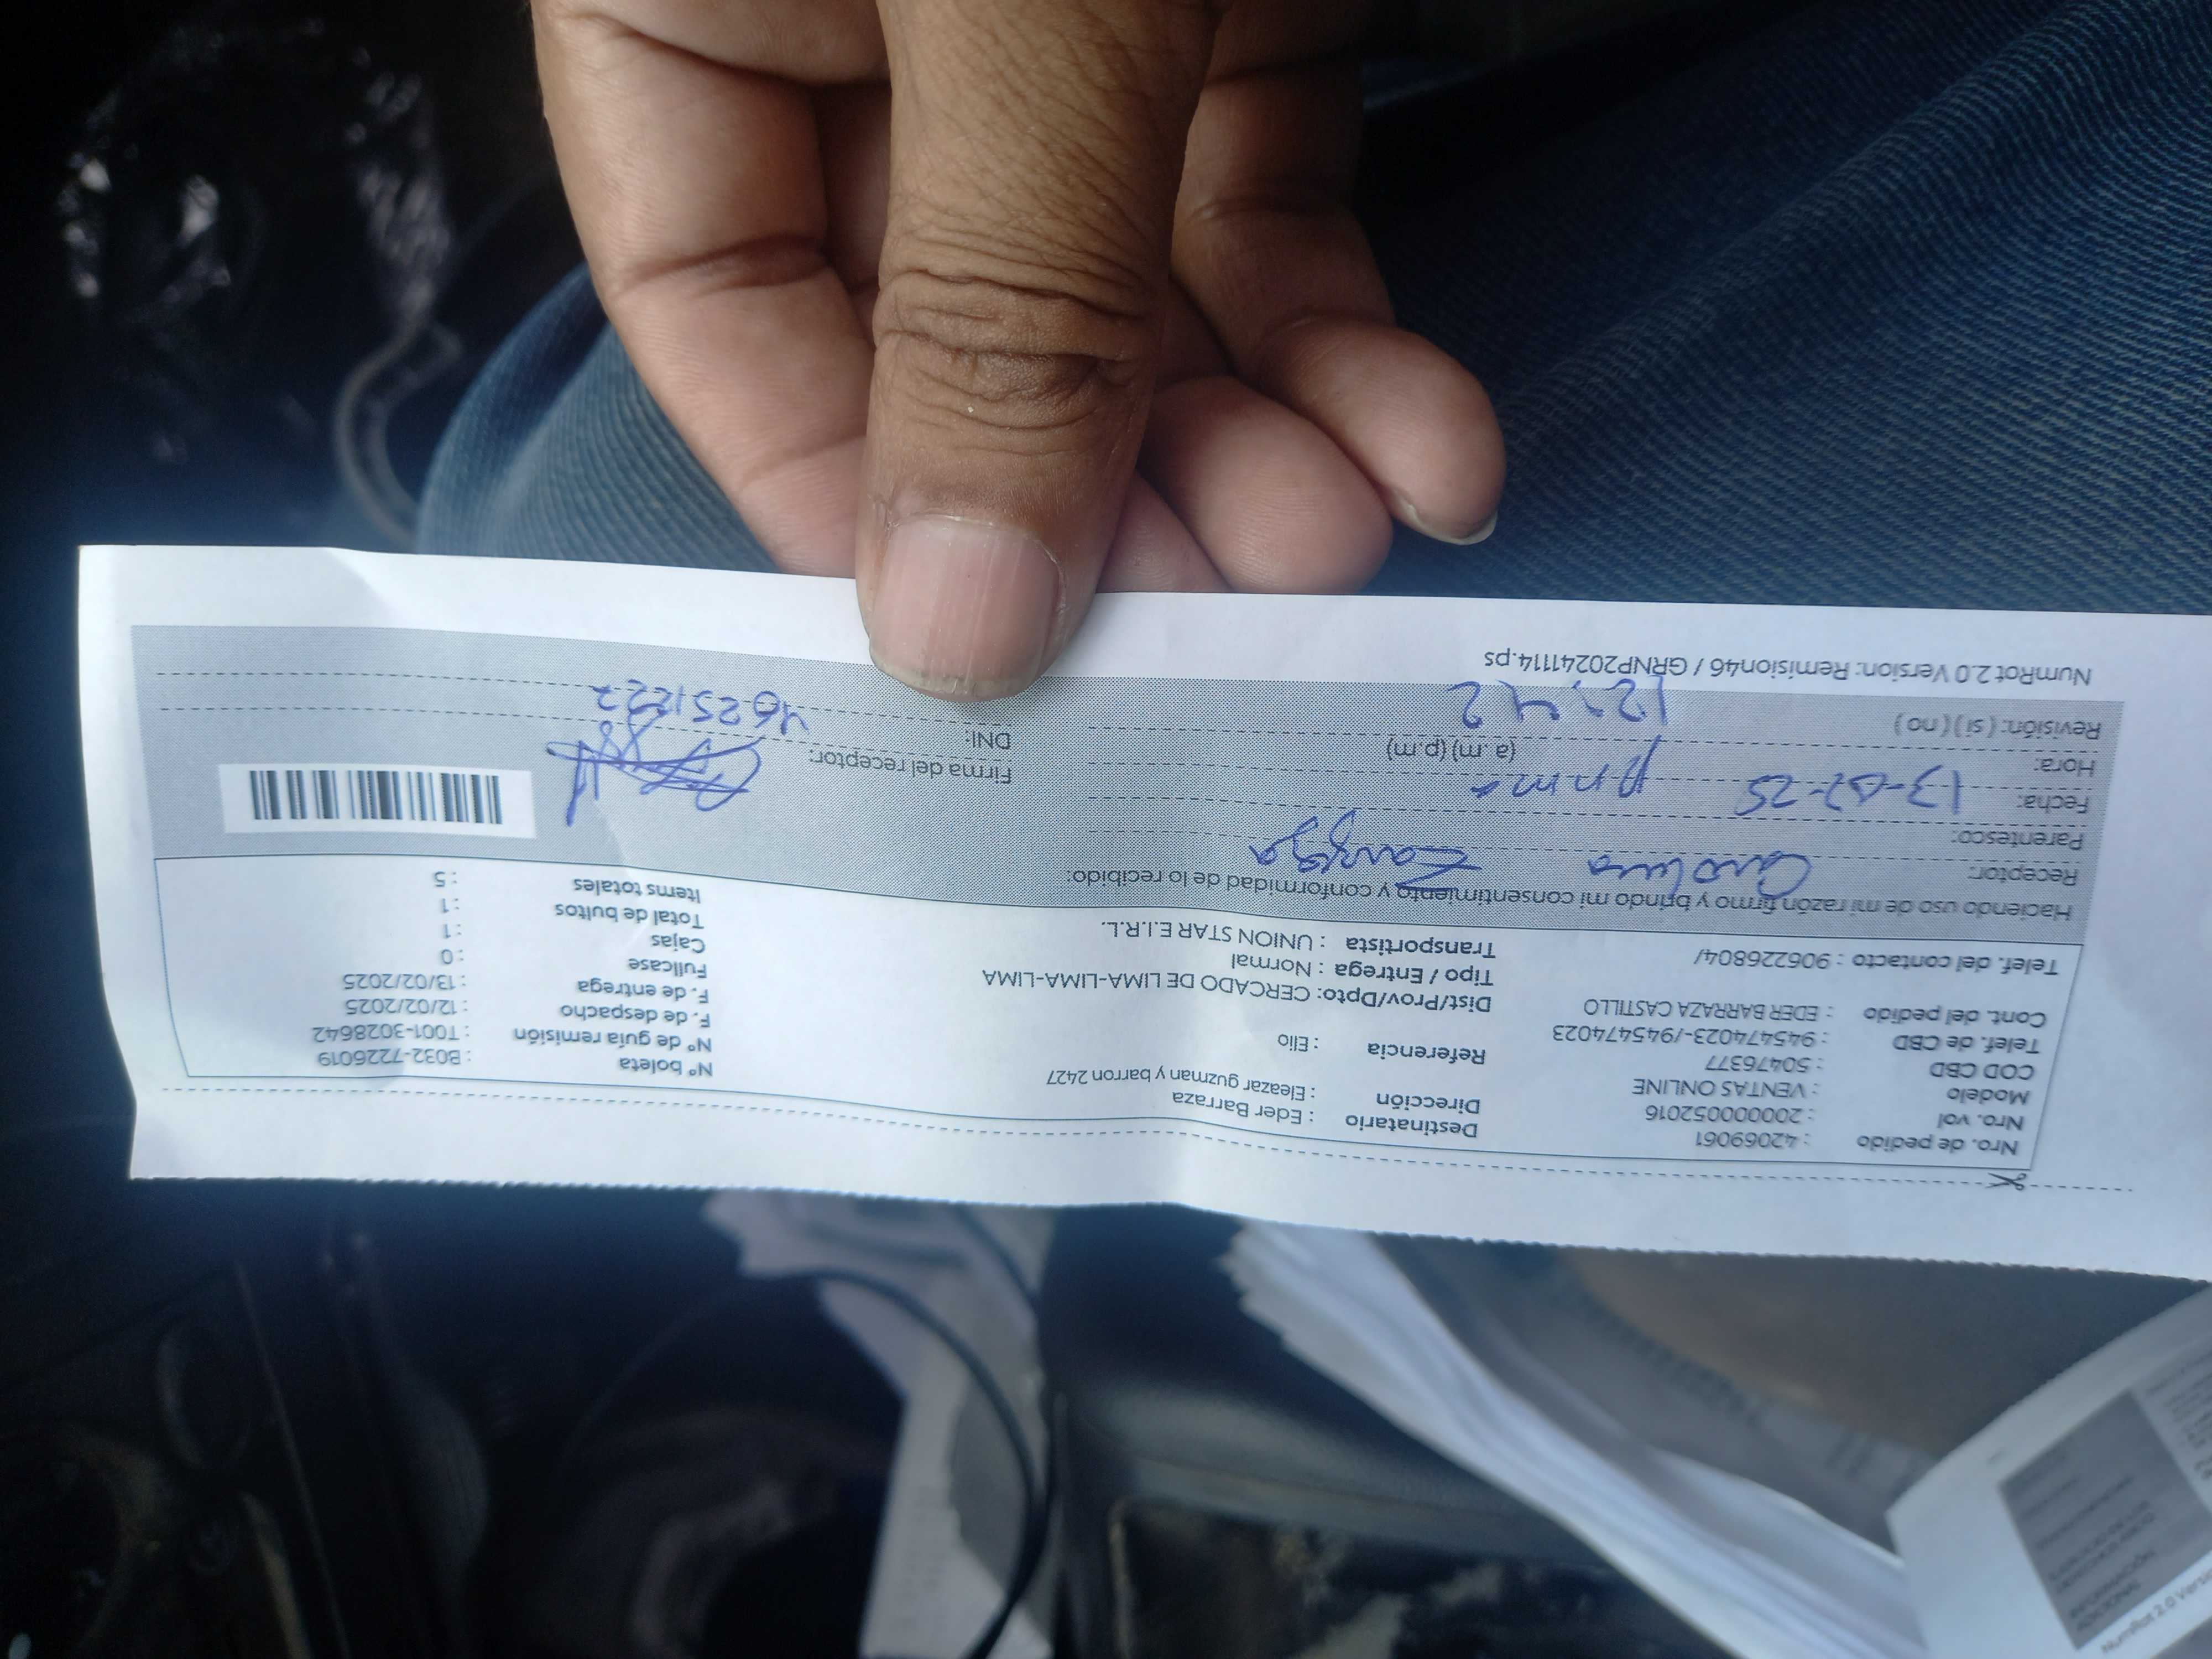 Nro. de pedido : 42069061
Nro. vol : 20000052016
Modelo : VENTAS ONLINE
COD CBD : 50476377
Telef. de CBD : 945474023-/945474023
Cont. del pedido : EDER BARRAZA CASTILLO
Telef. del contacto : 906226804/
Destinatario : Eder Barraza
Dirección : Eleazar guzman y barron 2427
Referencia : Elio
Dist/Prov/Dpto: CERCADO DE LIMA-LIMA-LIMA
Tipo / Entrega : Normal
Transportista : UNION STAR E.I.R.L.
N° boleta : B032-7226019
N° de guía remisión : T001-3028642
F. de despacho : 12/02/2025
F. de entrega : 13/02/2025
Fullcase : 0
Cajas : 1
Total de bultos : 1
Items totales : 5
Haciendo uso de mi razón firmo y brindo mi consentimiento y conformidad de lo recibido:
Receptor: Carolina
Parentesco:
Fecha: 13-02-25 prima
Hora: (a.m) (p.m)
Revisión: ( si ) ( no ) 12:42
Firma del receptor:
DNI: 46251227
NumRot 2.0 Version: Remision46 / GRNP20241114.ps